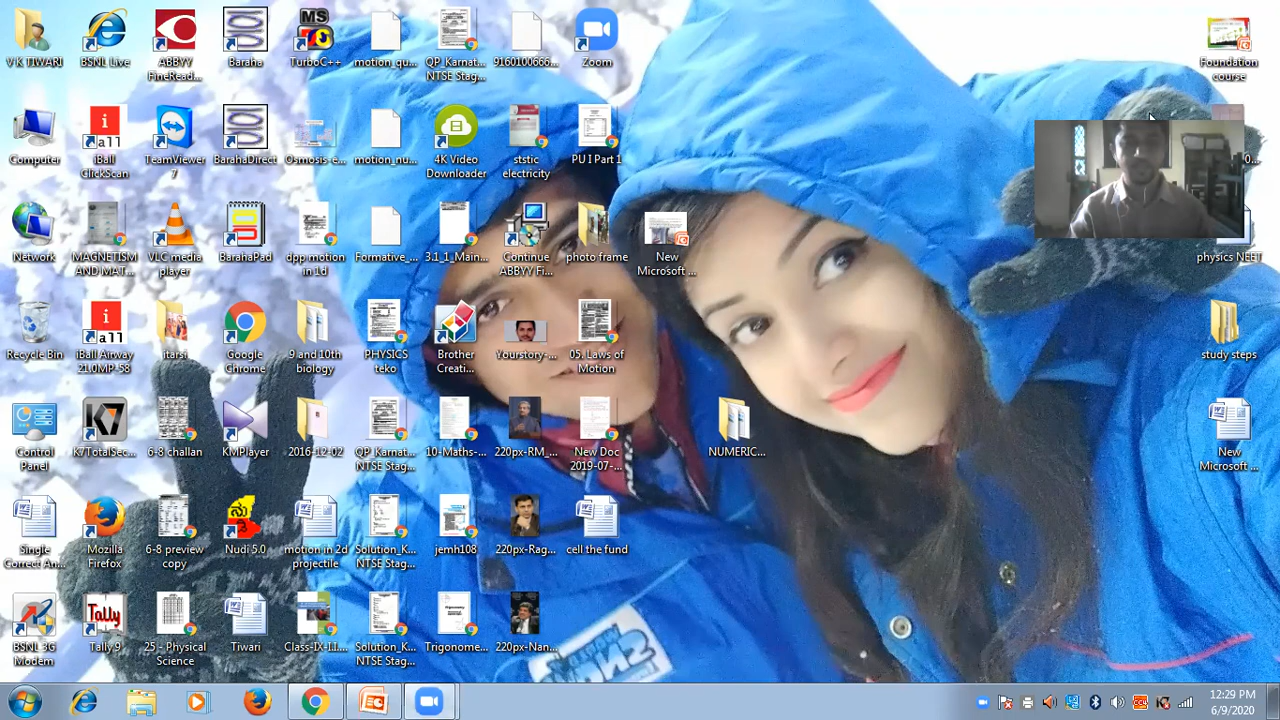 V K TIWARI
BSNL Live
ABBYY
FineRead...
Baraha
MS
TurboC++
motion_qu...
QP_Karnat...
NTSE Stag...
9160100666...
Zoom
Foundation
course
Computer
iBall
ClickScan
TeamViewer
7
BarahaDirect
Osmosis-e...
motion_nu...
4K Video
Downloader
ststic
electricity
PU I Part 1
Network
MAGNETISM
AND MAT...
VLC media
player
BarahaPad
dpp motion
in 1d
Formative_...
3.1_1_Main...
Continue
ABBYY Fi...
photo frame
New
Microsoft ...
physics NEET
Recycle Bin
iBall Airway
21.0MP-58
itarsi
Google
Chrome
9 and 10th
biology
PHYSICS
teko
Brother
Creati...
Yourstory-...
05. Laws of
Motion
study steps
Control
Panel
K7
K7TotalSec...
6-8 challan
KMPlayer
2016-12-02
QP_Karnat...
NTSE Stag...
10-Maths-...
220px-RM_...
New Doc
2019-07-...
NUMERIC...
New
Microsoft ...
Single
Correct An...
Mozilla
Firefox
6-8 preview
copy
Nudi 5.0
motion in 2d
projectile
Solution_K...
NTSE Stag...
jemh108
220px-Rag...
cell the fund
BSNL 3G
Modem
Tally
Tally 9
25 - Physical
Science
Tiwari
Class-IX-I.I....
Solution_K...
NTSE Stag...
Trigonome...
220px-Nan...
12:29 PM
6/9/2020